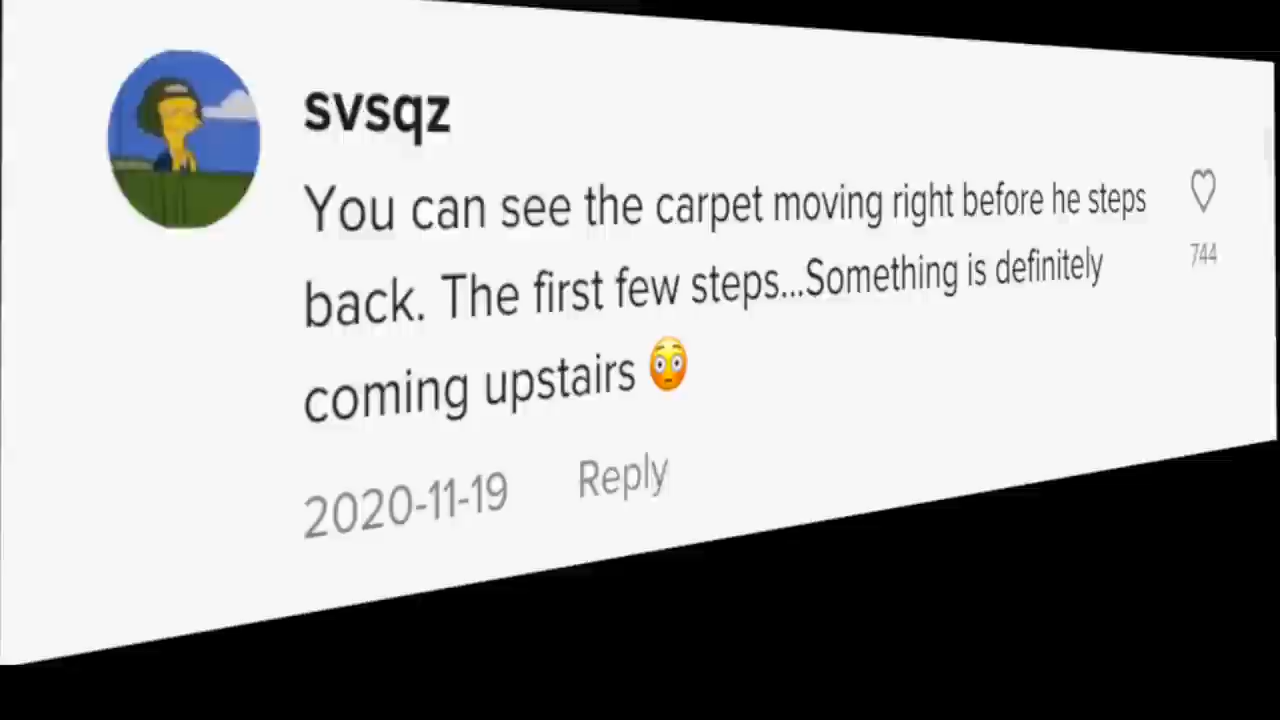 svsqz
You can see the carpet moving right before he steps
back. The first few steps...Something is definitely
coming upstairs 😳
744
2020-11-19 Reply